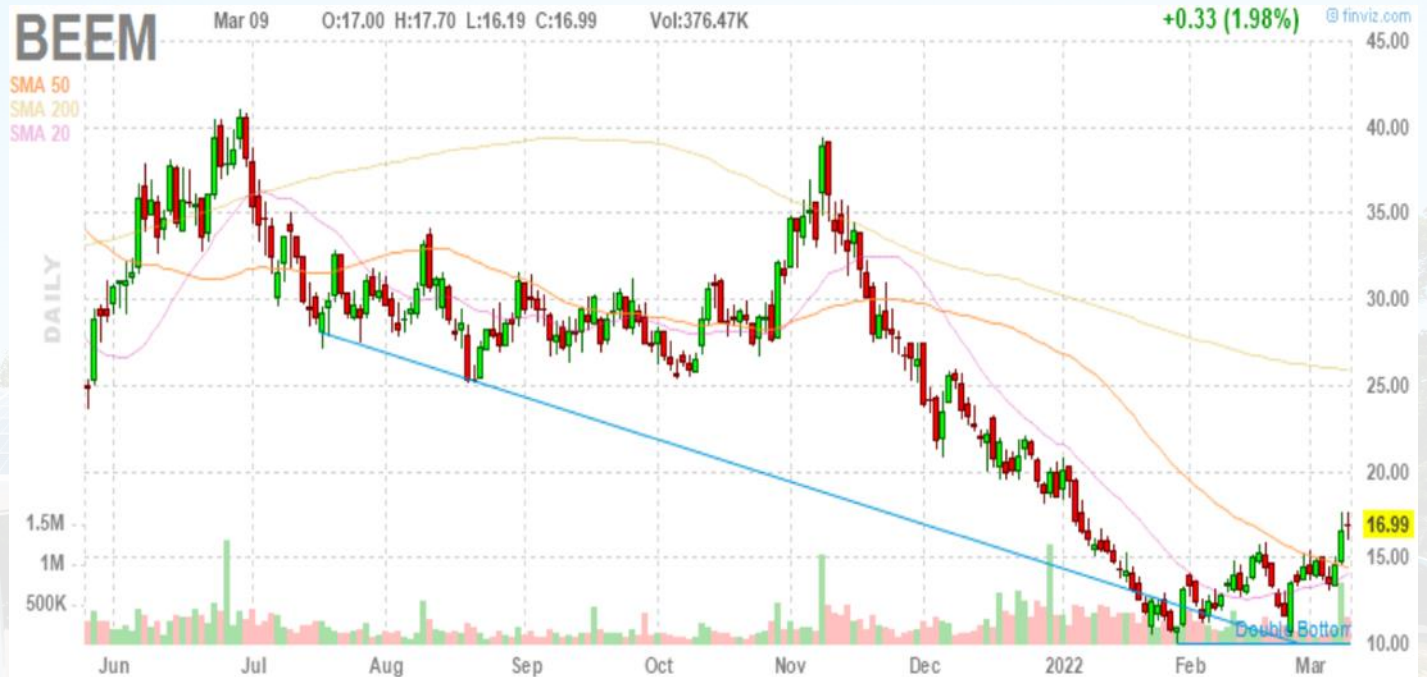 BEEM Mar 09 O:17.00 H:17.70 L:16.19 C:16.99 Vol:376.47K +0.33 (1.98%) © finviz.com
SMA 50
SMA 200
SMA 20
DAILY
45.00
40.00
35.00
30.00
25.00
20.00
16.99
15.00
10.00
1.5M
1M
500K
Double Bottom
Jun Jul Aug Sep Oct Nov Dec 2022 Feb Mar